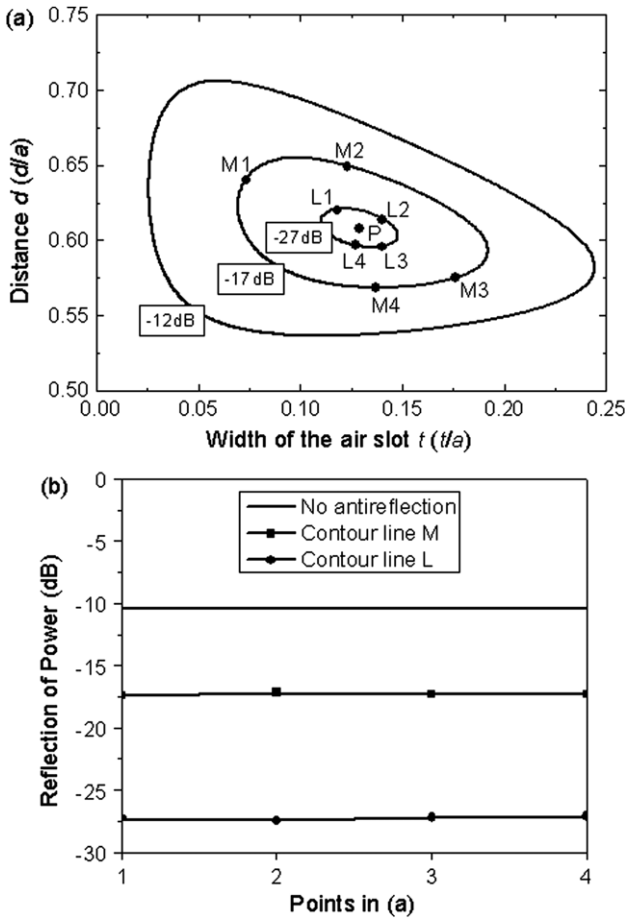 (a)
0.75
0.70
0.65
0.60
0.55
0.50
Distance d (d/a)
M1
M2
L1
L2
P
-27dB
L4
L3
-17dB
M4
M3
-12dB
0.00
0.05
0.10
0.15
0.20
0.25
Width of the air slot t (t/a)
(b)
0
-5
-10
-15
-20
-25
-30
Reflection of Power (dB)
No antireflection
Contour line M
Contour line L
1
2
3
4
Points in (a)